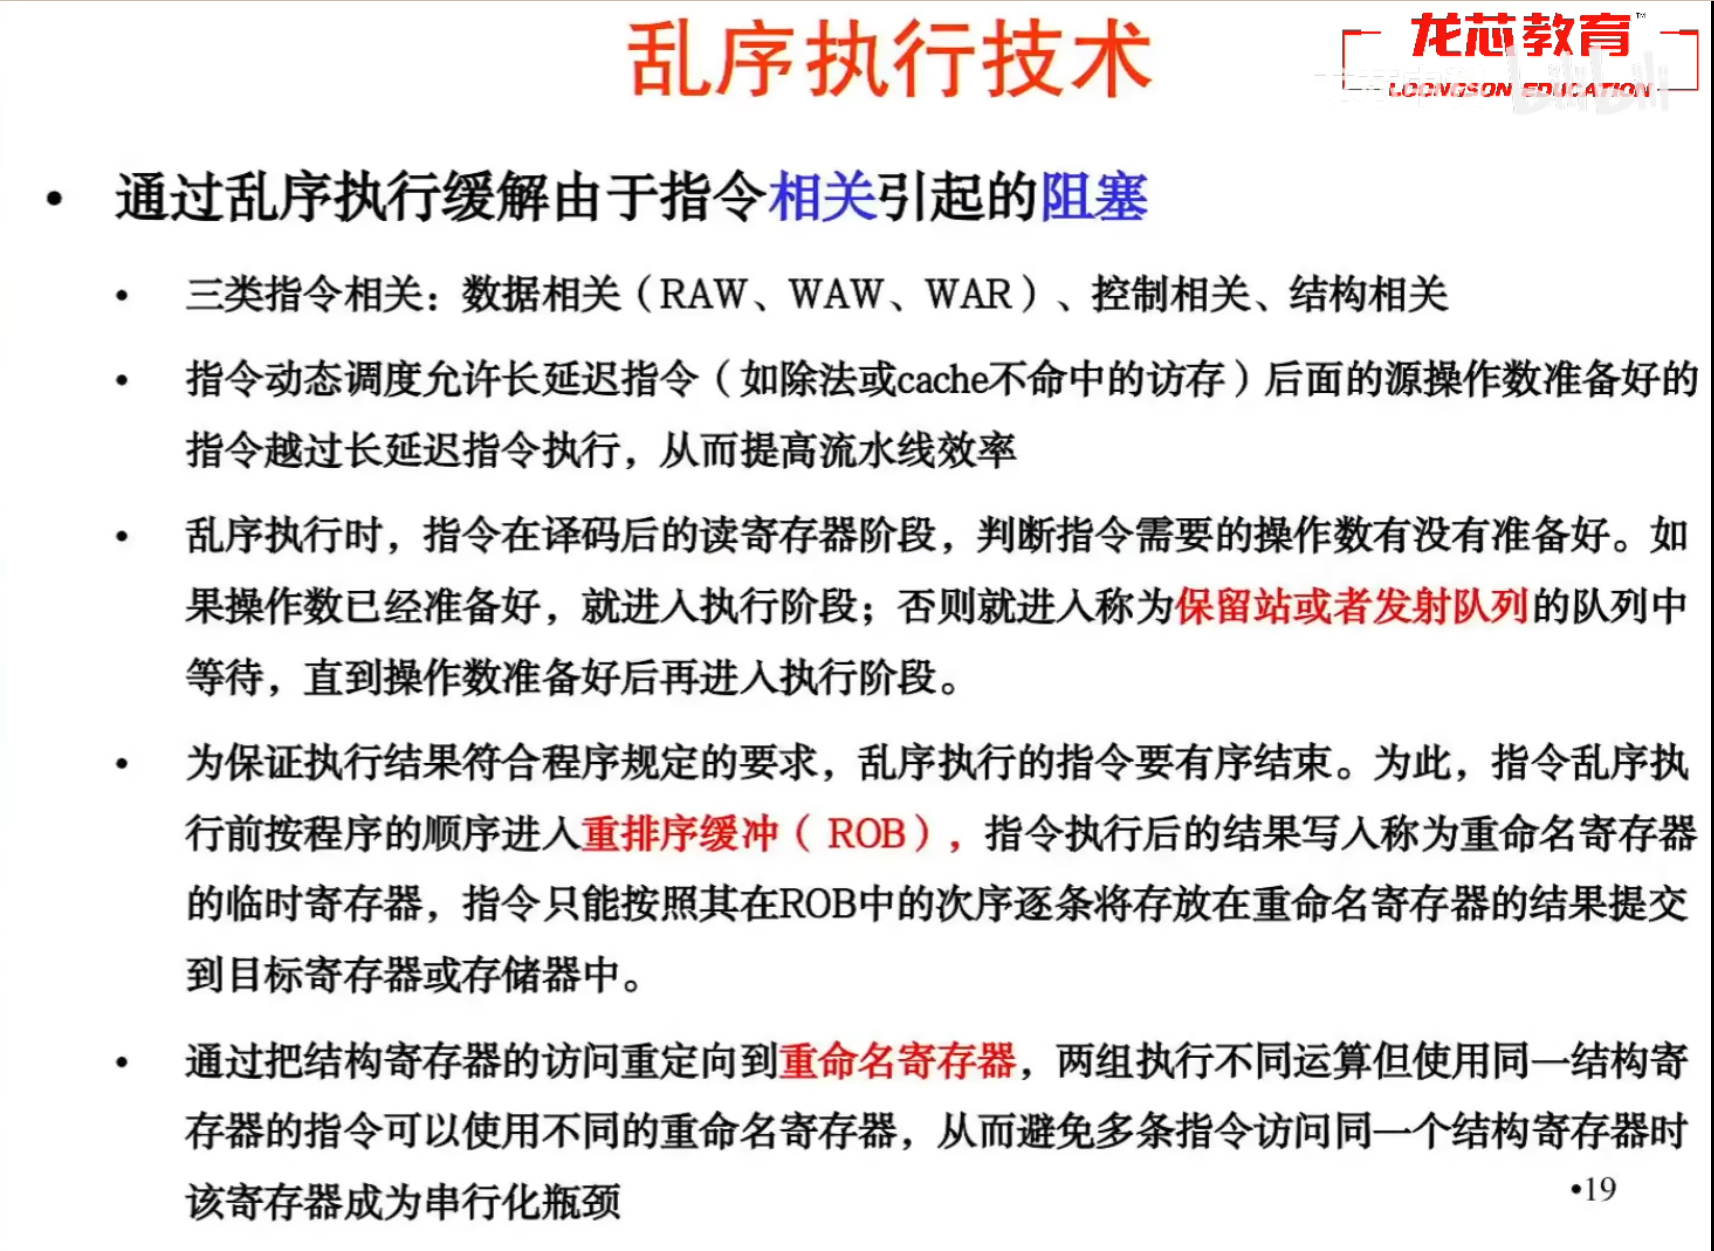 乱序执行技术
龙芯教育™
LOONGSON EDUCATION
bilibili
• 通过乱序执行缓解由于指令相关引起的阻塞
• 三类指令相关：数据相关（RAW、WAW、WAR）、控制相关、结构相关
• 指令动态调度允许长延迟指令（如除法或cache不命中的访存）后面的源操作数准备好的
指令越过长延迟指令执行，从而提高流水线效率
• 乱序执行时，指令在译码后的读寄存器阶段，判断指令需要的操作数有没有准备好。如
果操作数已经准备好，就进入执行阶段；否则就进入称为保留站或者发射队列的队列中
等待，直到操作数准备好后再进入执行阶段。
• 为保证执行结果符合程序规定的要求，乱序执行的指令要有序结束。为此，指令乱序执
行前按程序的顺序进入重排序缓冲（ROB），指令执行后的结果写入称为重命名寄存器
的临时寄存器，指令只能按照其在ROB中的次序逐条将存放在重命名寄存器的结果提交
到目标寄存器或存储器中。
• 通过把结构寄存器的访问重定向到重命名寄存器，两组执行不同运算但使用同一结构寄
存器的指令可以使用不同的重命名寄存器，从而避免多条指令访问同一个结构寄存器时
该寄存器成为串行化瓶颈
•19